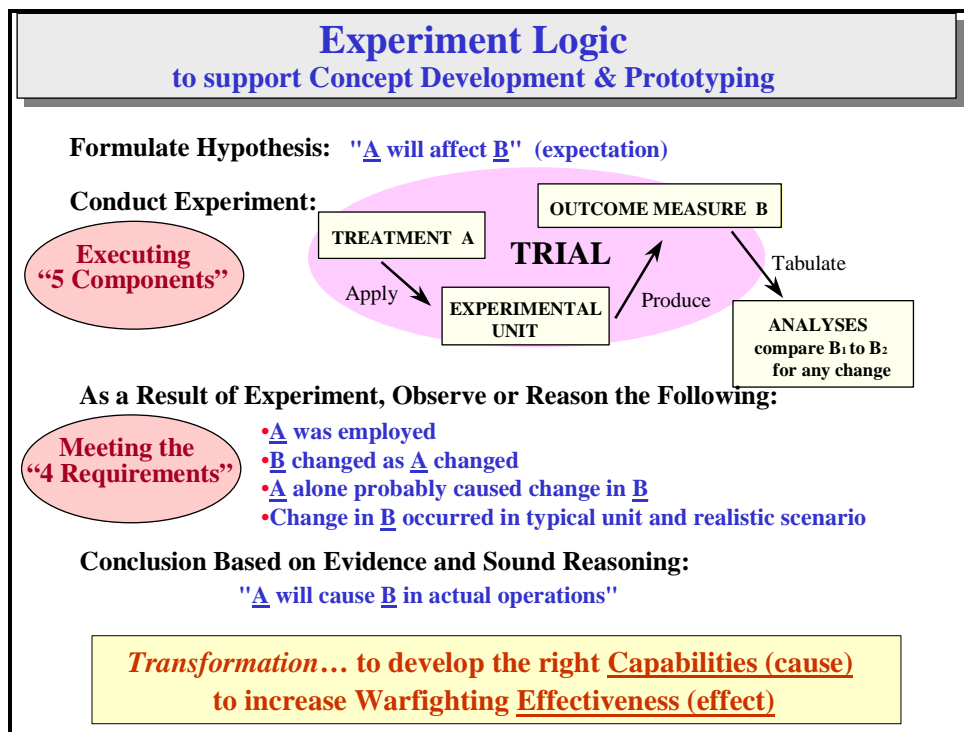 Experiment Logic
to support Concept Development & Prototyping
Formulate Hypothesis: "A will affect B" (expectation)
Conduct Experiment:
Executing
“5 Components”
TREATMENT A
OUTCOME MEASURE B
TRIAL
Apply
EXPERIMENTAL
UNIT
Produce
Tabulate
ANALYSES
compare B1 to B2
for any change
As a Result of Experiment, Observe or Reason the Following:
Meeting the
“4 Requirements”
•A was employed
•B changed as A changed
•A alone probably caused change in B
•Change in B occurred in typical unit and realistic scenario
Conclusion Based on Evidence and Sound Reasoning:
"A will cause B in actual operations"
Transformation… to develop the right Capabilities (cause)
to increase Warfighting Effectiveness (effect)